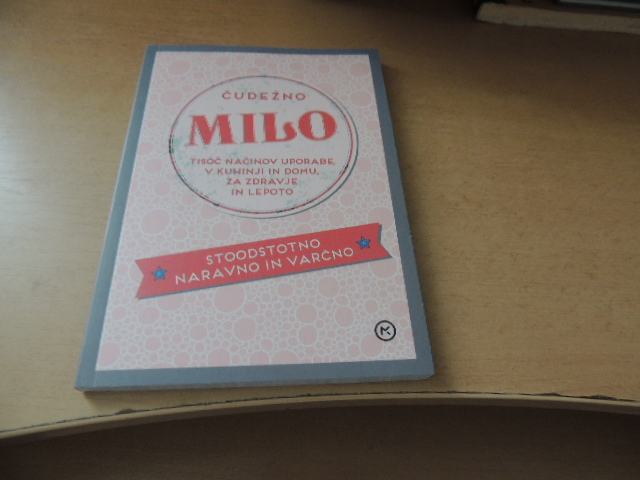 ČUDEŽNO
MILO
TISOČ NAČINOV UPORABE,
V KUHINJI IN DOMU,
ZA ZDRAVJE
IN LEPOTO
STOODSTOTNO
NARAVNO IN VARČNO